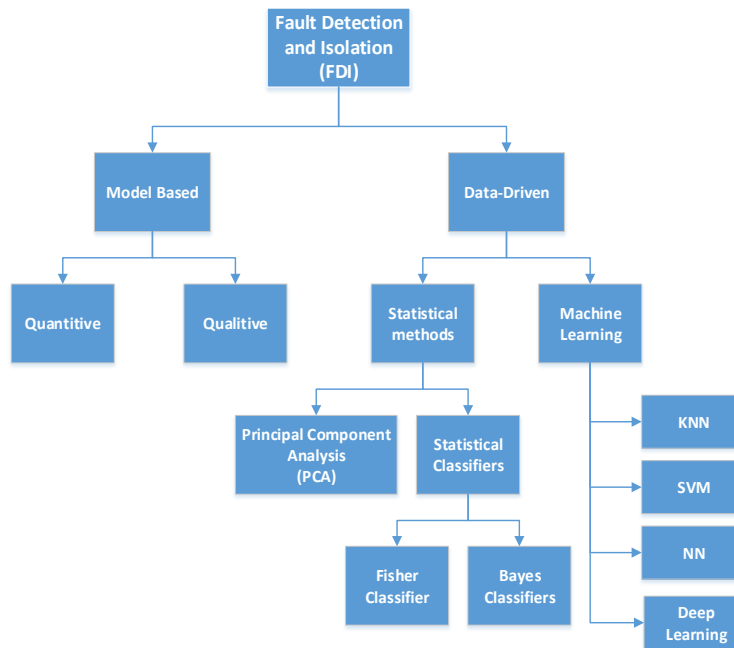 Fault Detection
and Isolation
(FDI)
Model Based
Data-Driven
Quantitive
Qualitive
Statistical
methods
Machine
Learning
Principal Component
Analysis
(PCA)
Statistical
Classifiers
KNN
SVM
NN
Fisher
Classifier
Bayes
Classifiers
Deep
Learning